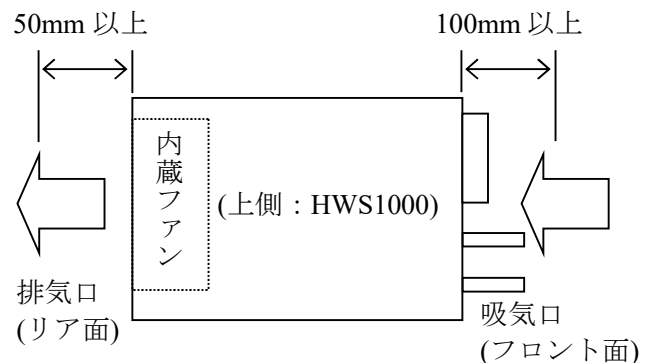 50mm 以上
100mm 以上
内蔵ファン
(上側：HWS1000)
排気口
(リア面)
吸気口
(フロント面)